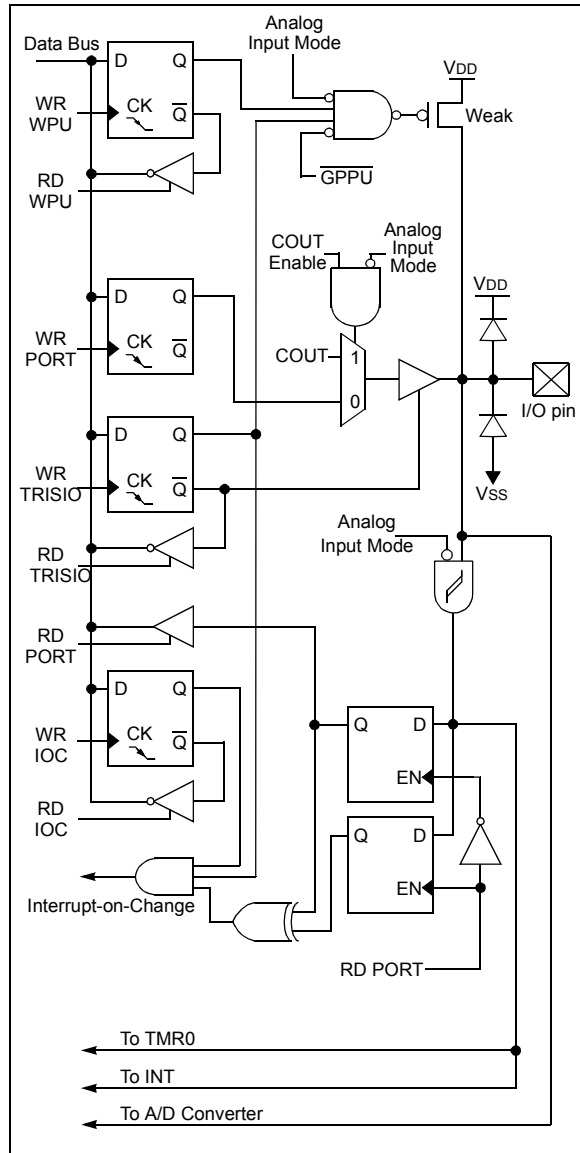 Analog
Input Mode
Data Bus
D Q
CK
Q
WR
WPU
RD
WPU
VDD
Weak
GPPU
COUT
Enable
Analog
Input
Mode
VDD
D Q
CK
Q
WR
PORT
COUT
1
0
I/O pin
D Q
CK
Q
WR
TRISIO
VSS
RD
TRISIO
Analog
Input Mode
RD
PORT
D Q
CK
Q
WR
IOC
RD
IOC
Q D
EN
Q D
EN
Interrupt-on-Change
RD PORT
To TMR0
To INT
To A/D Converter